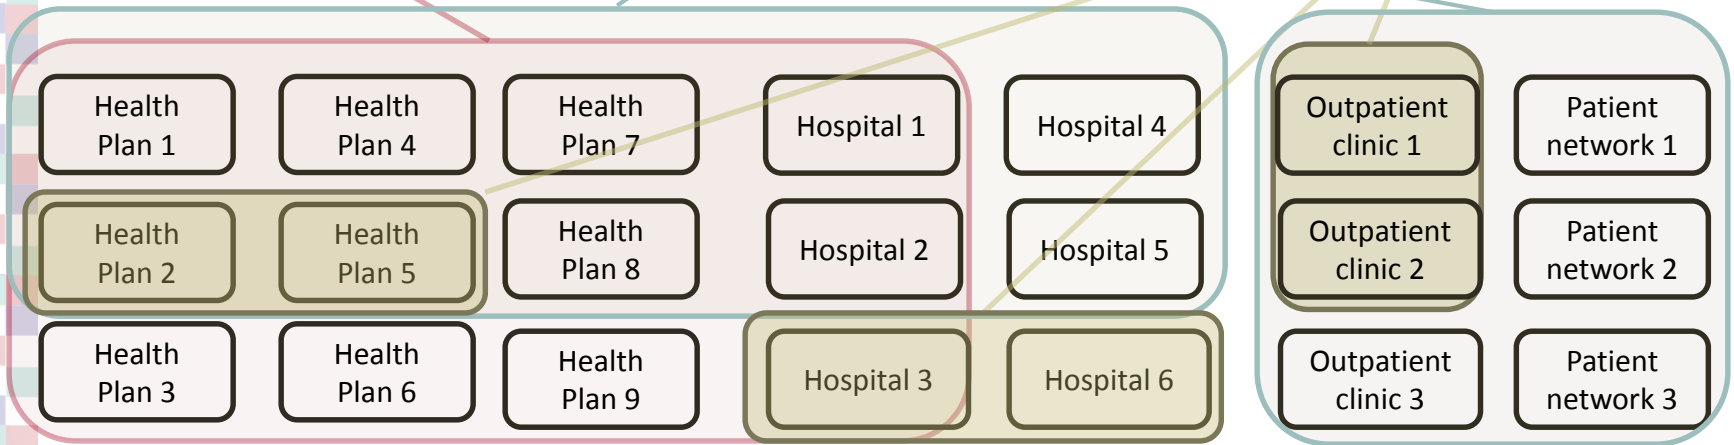 Health
Plan 1
Health
Plan 4
Health
Plan 7
Hospital 1
Hospital 4
Outpatient
clinic 1
Patient
network 1
Health
Plan 2
Health
Plan 5
Health
Plan 8
Hospital 2
Hospital 5
Outpatient
clinic 2
Patient
network 2
Health
Plan 3
Health
Plan 6
Health
Plan 9
Hospital 3
Hospital 6
Outpatient
clinic 3
Patient
network 3